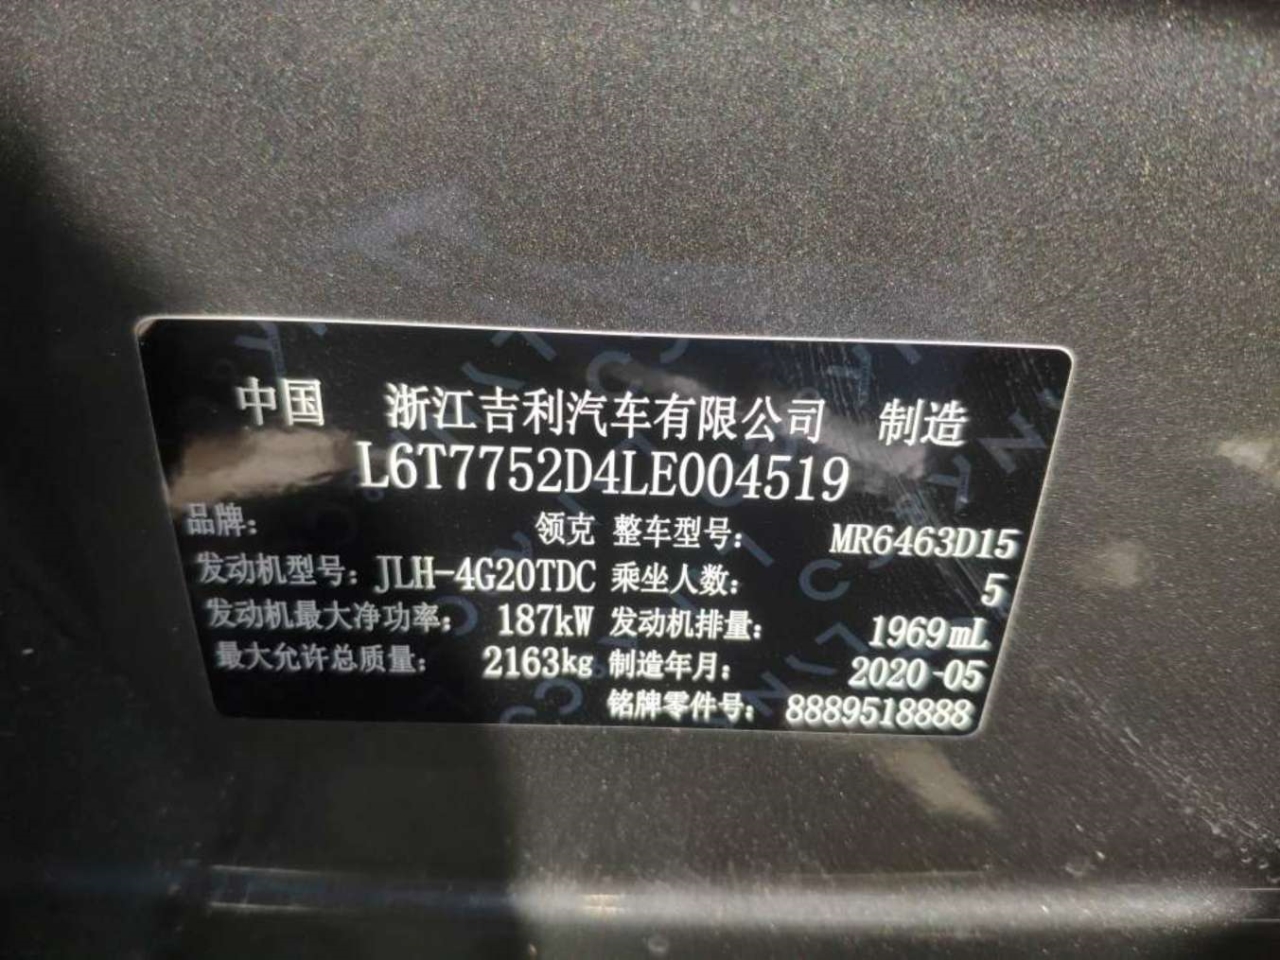 中国 浙江吉利汽车有限公司 制造
L6T7752D4LE004519
品牌: 领克 整车型号: MR6463D15
发动机型号: JLH-4G20TDC 乘坐人数: 5
发动机最大净功率: 187kW 发动机排量: 1969mL
最大允许总质量: 2163kg 制造年月: 2020-05
铭牌零件号: 8889518888